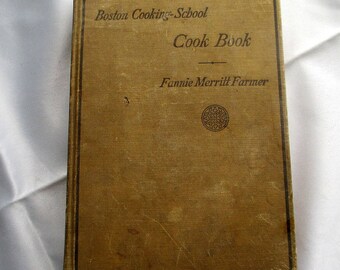 Boston Cooking-School
Cook Book
Fannie Merritt Farmer